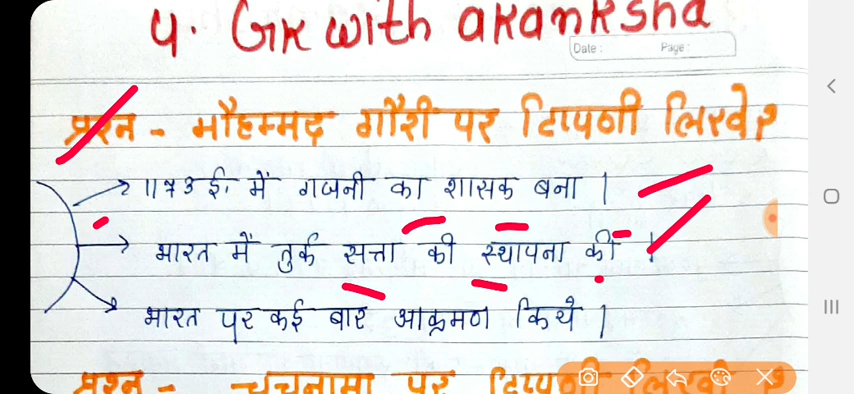 4. GK with akanksha
Date : Page :
प्रश्न - मौहम्मद गौरी पर टिप्पणी लिखे?
→ 1173 ई. में गजनी का शासक बना |
→ भारत में तुर्क सत्ता की स्थापना की |
→ भारत पर कई बार आक्रमण किये |
प्रश्न - चचनामा पर टिप्पणी लिखे ?